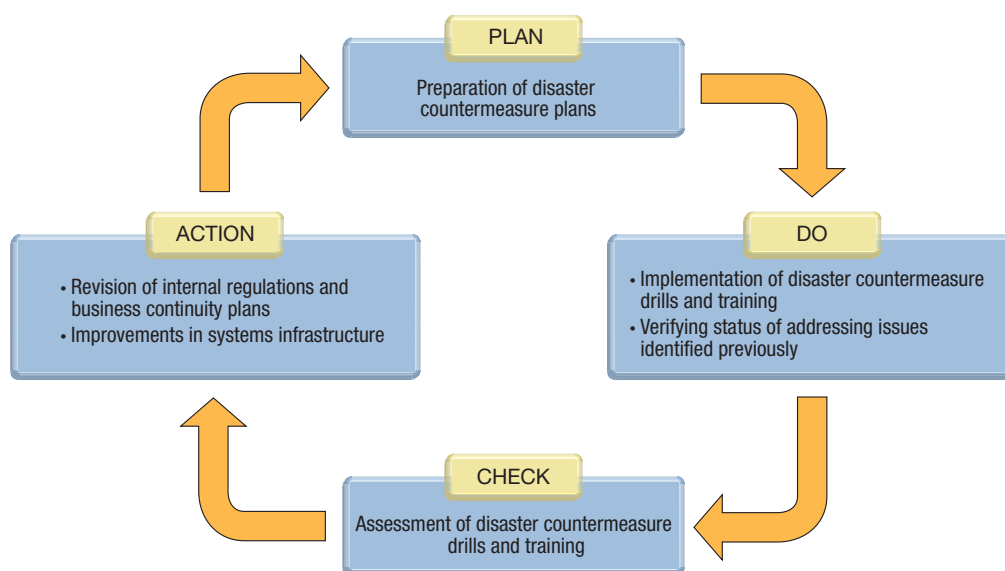 PLAN
Preparation of disaster
countermeasure plans
ACTION
• Revision of internal regulations and
business continuity plans
• Improvements in systems infrastructure
DO
• Implementation of disaster countermeasure
drills and training
• Verifying status of addressing issues
identified previously
CHECK
Assessment of disaster countermeasure
drills and training